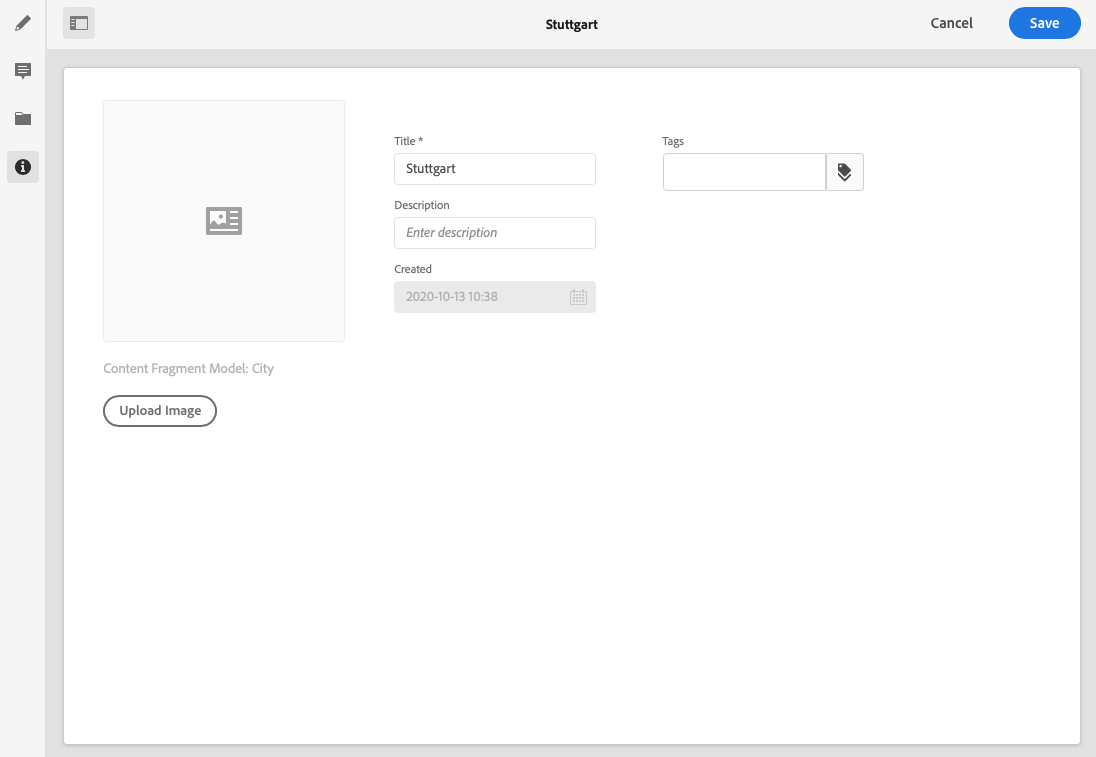 Stuttgart
Cancel
Save
Title *
Stuttgart
Tags
Description
Enter description
Created
2020-10-13 10:38
Content Fragment Model: City
Upload Image